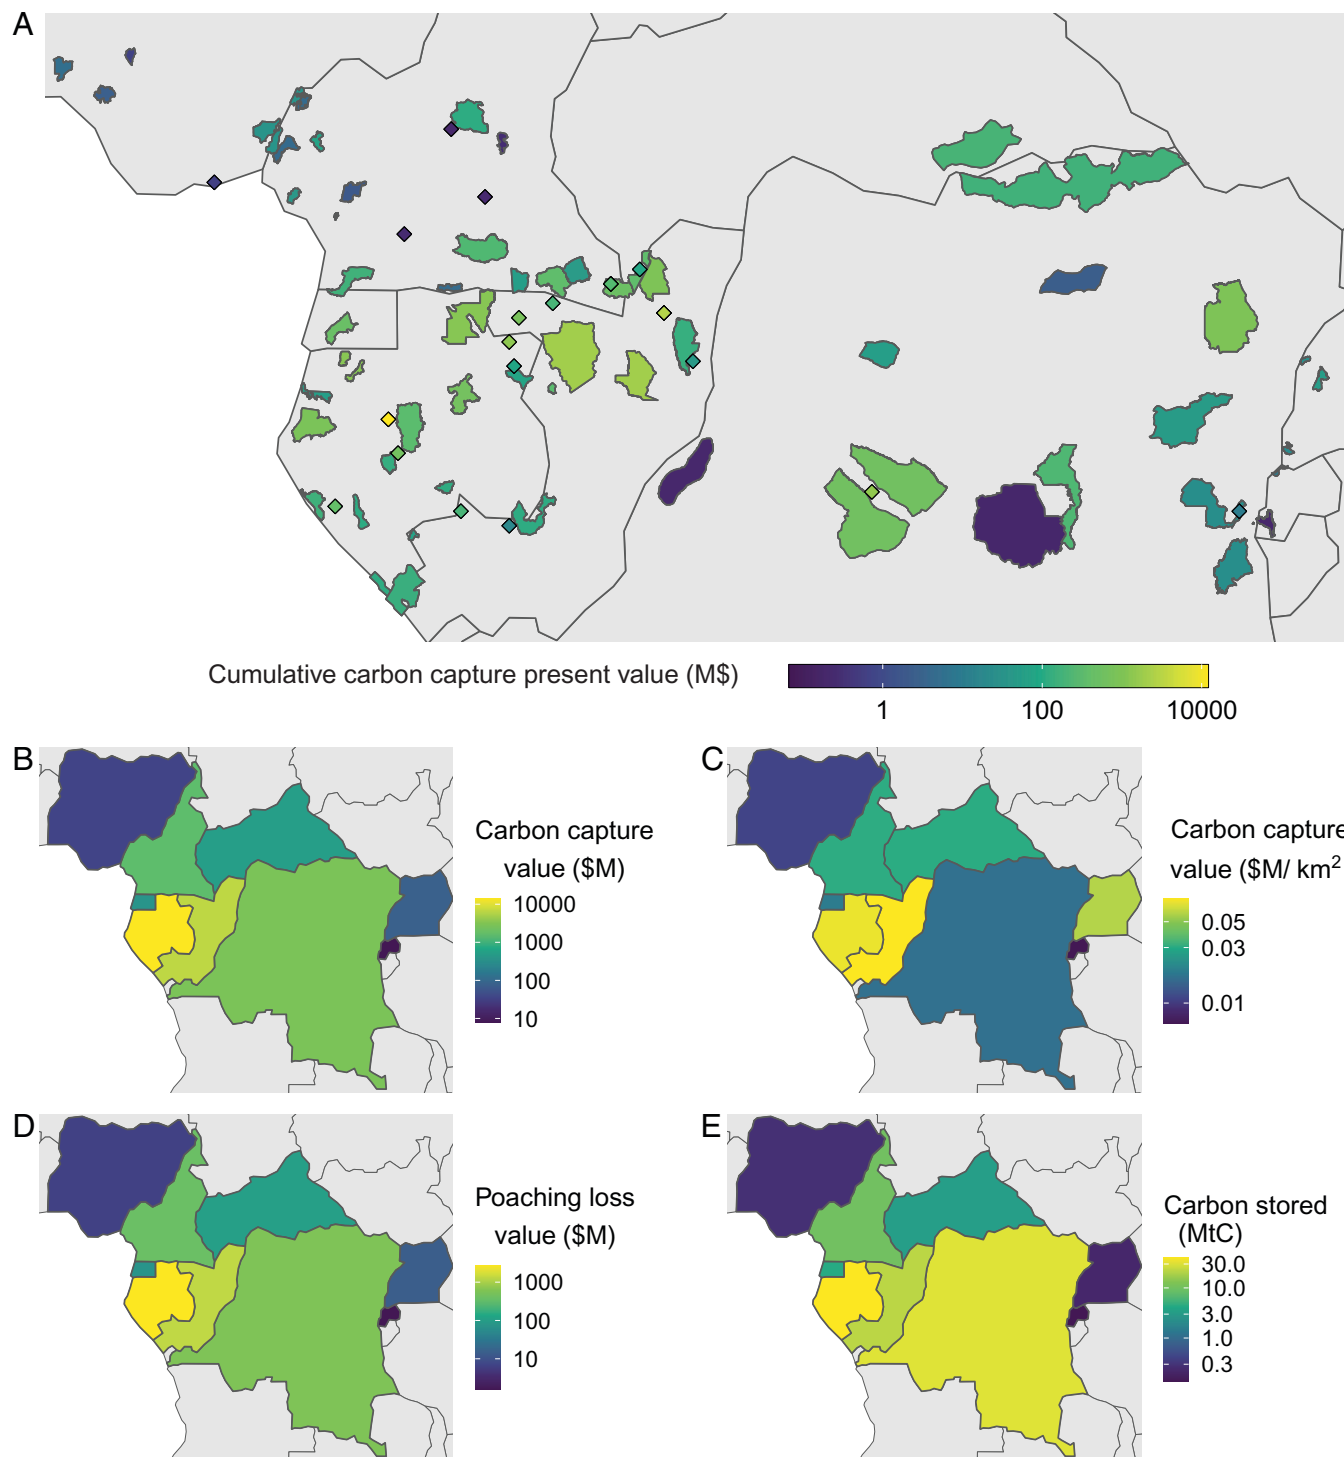 A
Cumulative carbon capture present value (M$)
1 100 10000
B
Carbon capture
value ($M)
10000
1000
100
10
C
Carbon capture
value ($M/ km2
0.05
0.03
0.01
D
Poaching loss
value ($M)
1000
100
10
E
Carbon stored
(MtC)
30.0
10.0
3.0
1.0
0.3